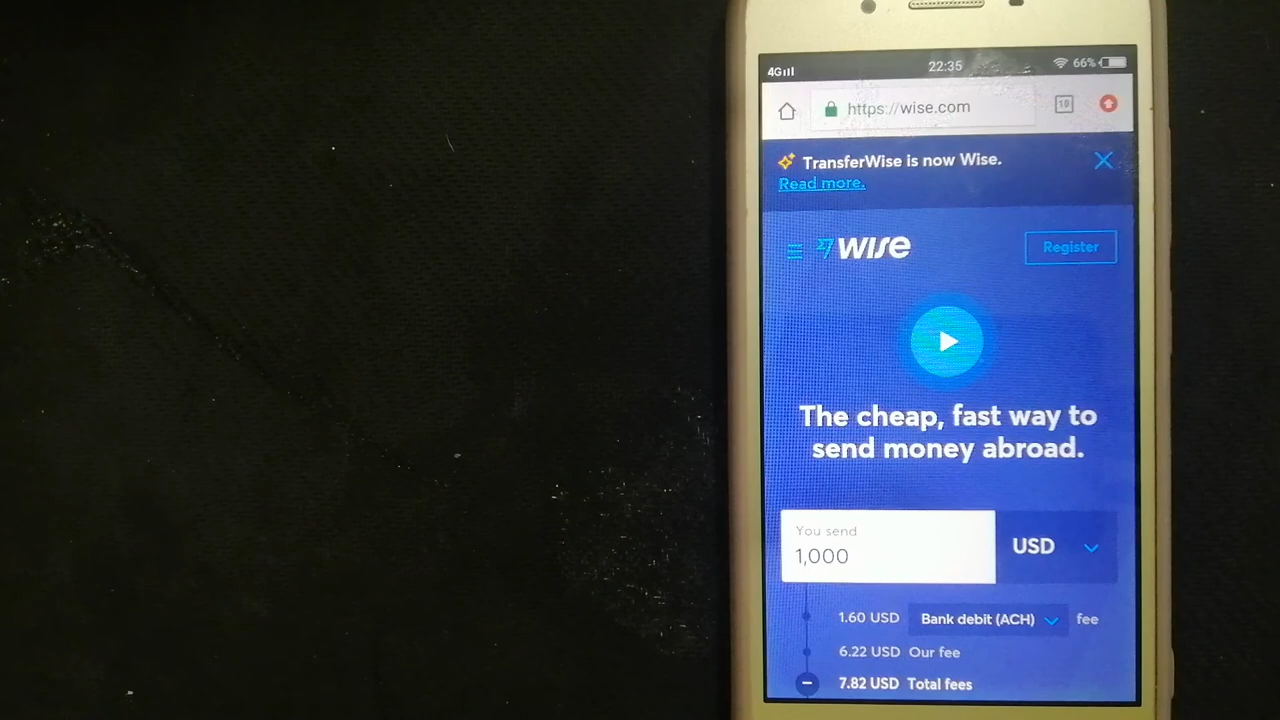 4G 22:35 66%
https://wise.com 10
TransferWise is now Wise.
Read more.
wise Register
The cheap, fast way to
send money abroad.
You send
1,000 USD
1.60 USD Bank debit (ACH) fee
6.22 USD Our fee
7.82 USD Total fees